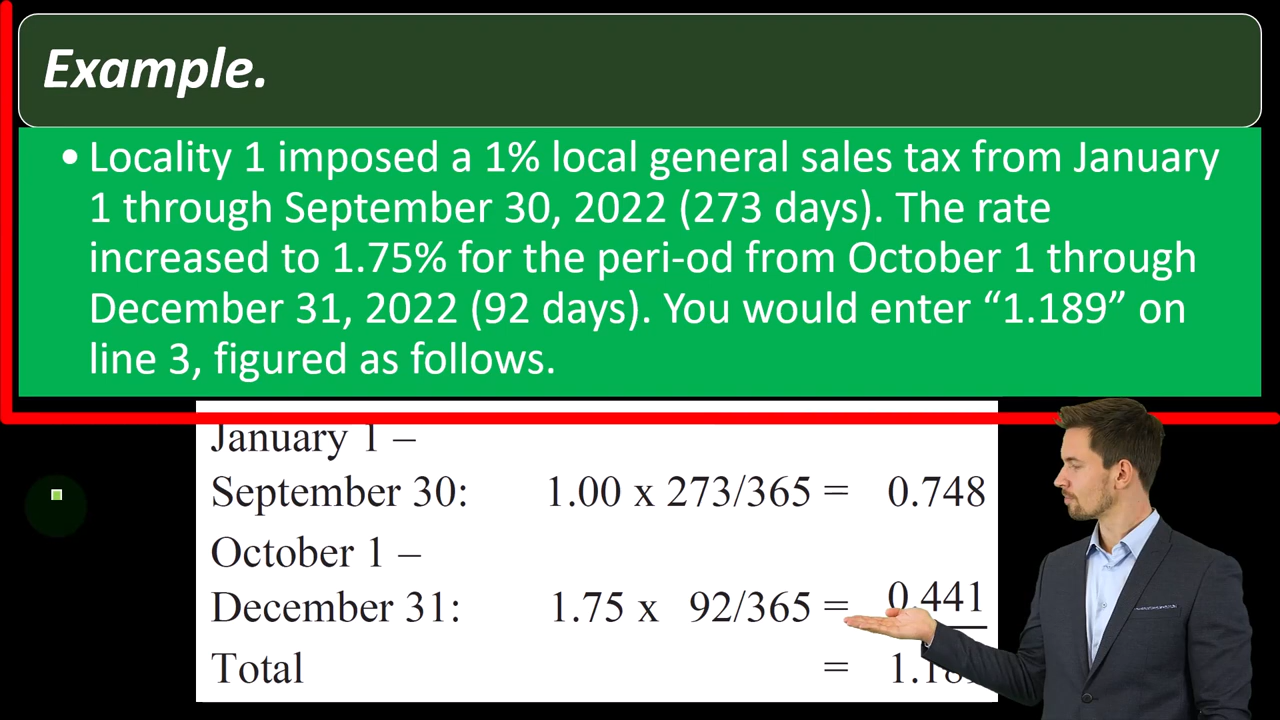 Example.
• Locality 1 imposed a 1% local general sales tax from January
1 through September 30, 2022 (273 days). The rate
increased to 1.75% for the peri-od from October 1 through
December 31, 2022 (92 days). You would enter “1.189” on
line 3, figured as follows.
January 1 –
September 30: 1.00 x 273/365 = 0.748
October 1 –
December 31: 1.75 x 92/365 = 0.441
Total =